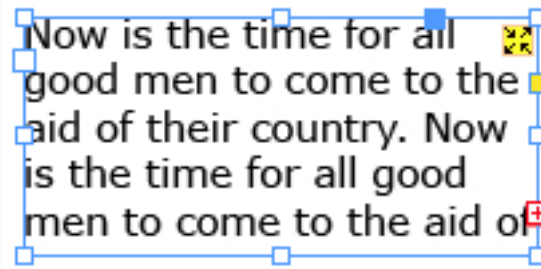 Now is the time for all
good men to come to the
aid of their country. Now
is the time for all good
men to come to the aid of